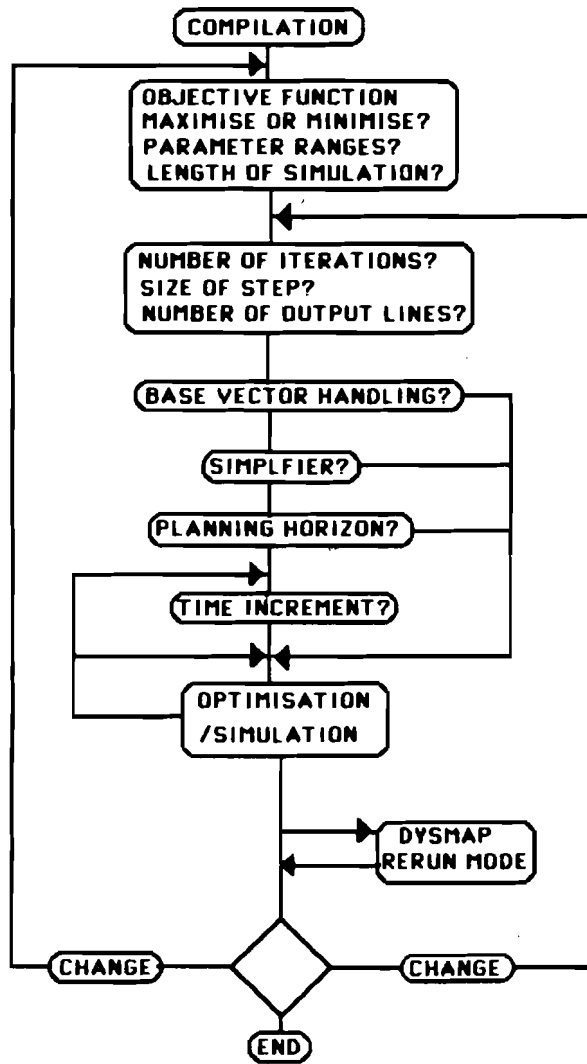 COMPILATION
OBJECTIVE FUNCTION
MAXIMISE OR MINIMISE?
PARAMETER RANGES?
LENGTH OF SIMULATION?
NUMBER OF ITERATIONS?
SIZE OF STEP?
NUMBER OF OUTPUT LINES?
BASE VECTOR HANDLING?
SIMPLFIER?
PLANNING HORIZON?
TIME INCREMENT?
OPTIMISATION
/SIMULATION
DYSMAP
RERUN MODE
CHANGE
CHANGE
END